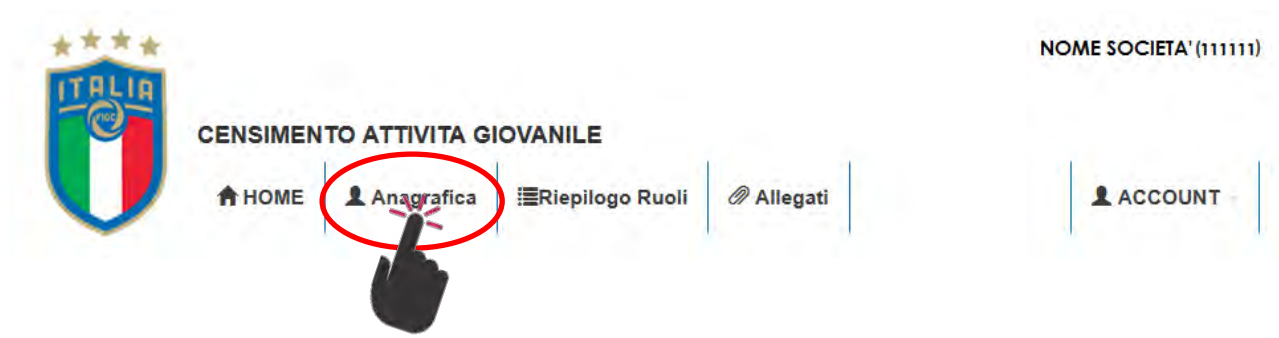 NOME SOCIETA' (111111)
ITALIA
FIGC
CENSIMENTO ATTIVITA GIOVANILE
HOME Anagrafica Riepilogo Ruoli Allegati ACCOUNT